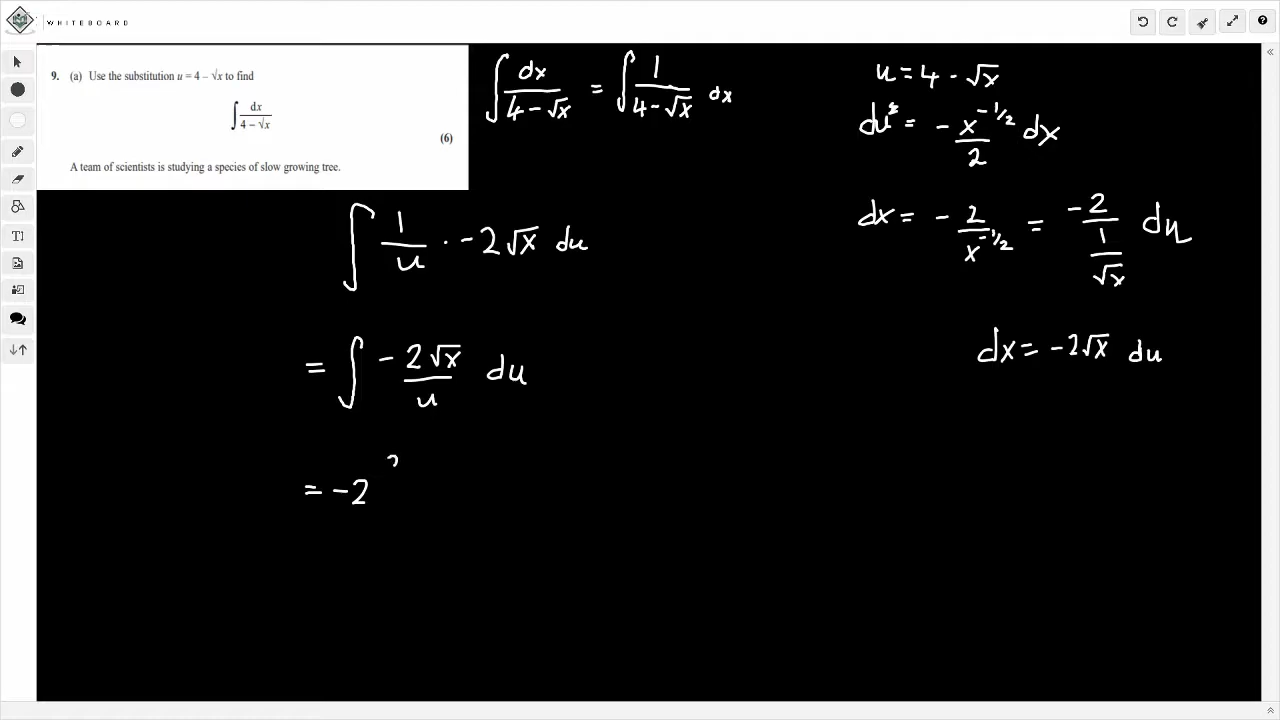 WHITEBOARD
9. (a) Use the substitution u = 4 – √x to find
∫ dx / (4 – √x)
(6)
A team of scientists is studying a species of slow growing tree.
∫ dx / (4 - √x) = ∫ 1 / (4 - √x) dx
u = 4 - √x
du = - x^(-1/2) / 2 dx
dx = - 2 / x^(-1/2) = -2 / (1/√x) du
dx = -2√x du
∫ 1/u · -2√x du
= ∫ -2√x / u du
= -2
T